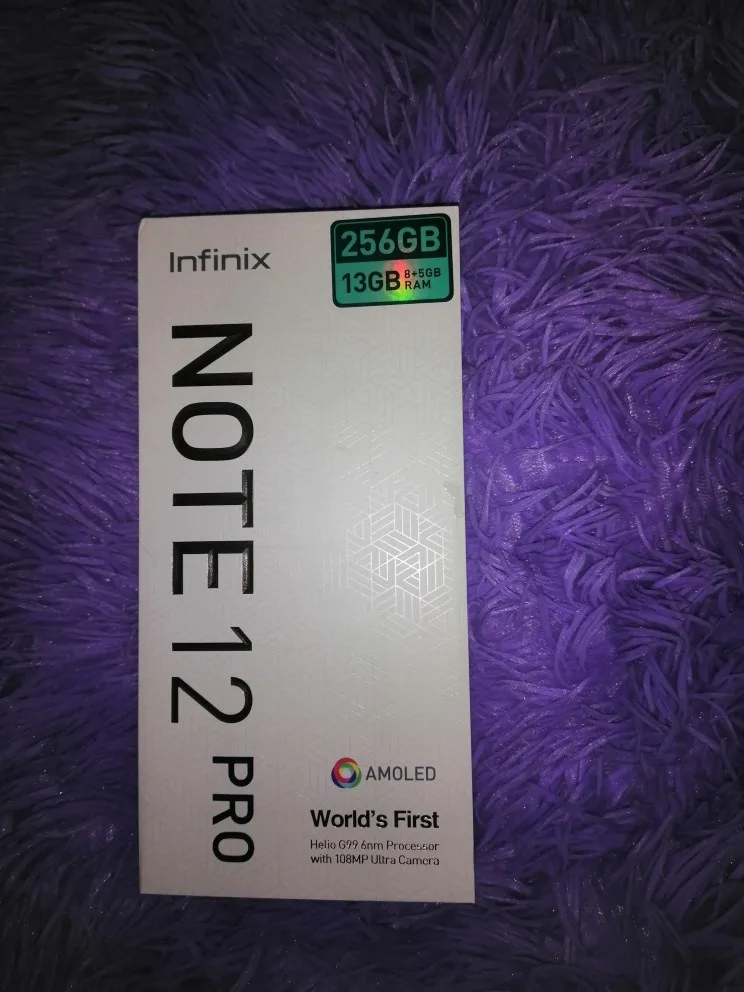 Infinix
256GB
13GB 8+5GB RAM
NOTE 12 PRO
AMOLED
World's First
Helio G99 6nm Processor
with 108MP Ultra Camera